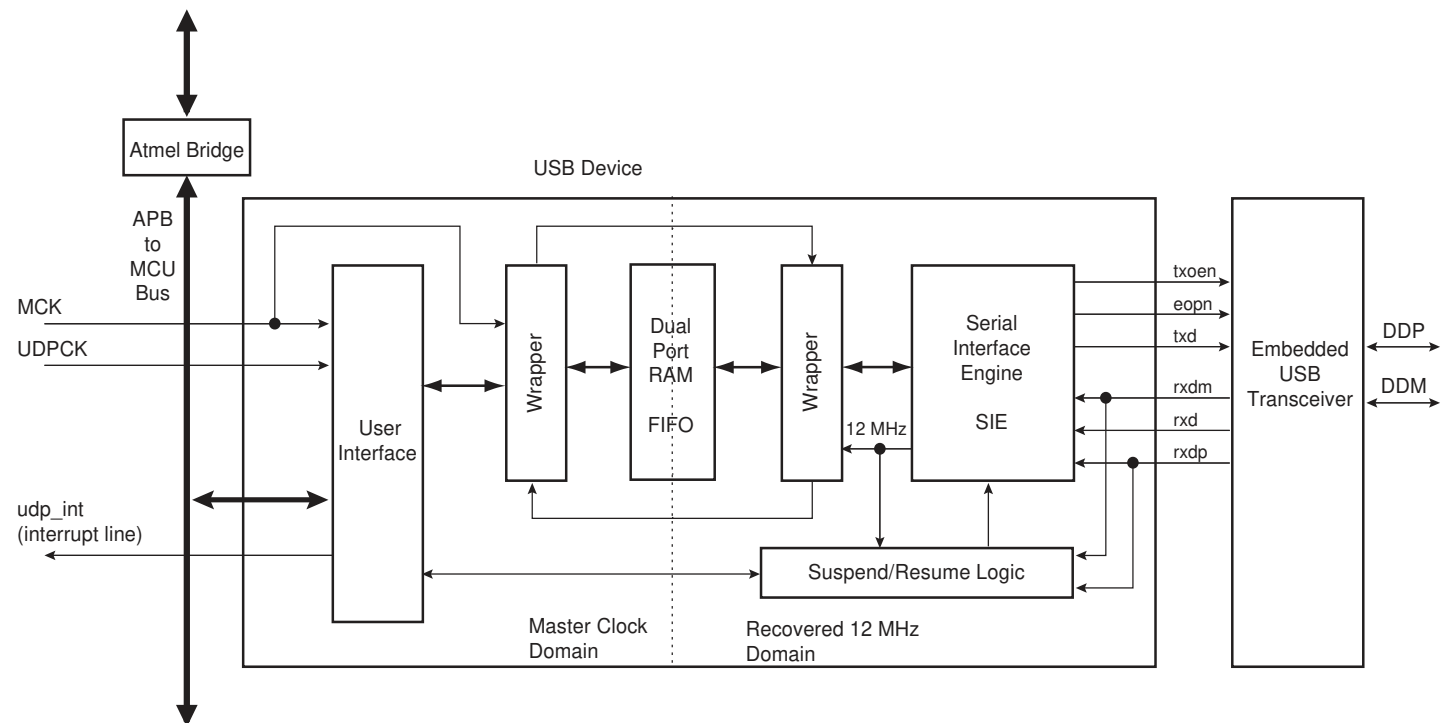 Atmel Bridge
USB Device
APB
to
MCU
Bus
MCK
UDPCK
udp_int
(interrupt line)
User
Interface
Wrapper
Dual
Port
RAM
FIFO
Wrapper
12 MHz
Serial
Interface
Engine
SIE
Suspend/Resume Logic
Master Clock
Domain
Recovered 12 MHz
Domain
txoen
eopn
txd
rxdm
rxd
rxdp
Embedded
USB
Transceiver
DDP
DDM